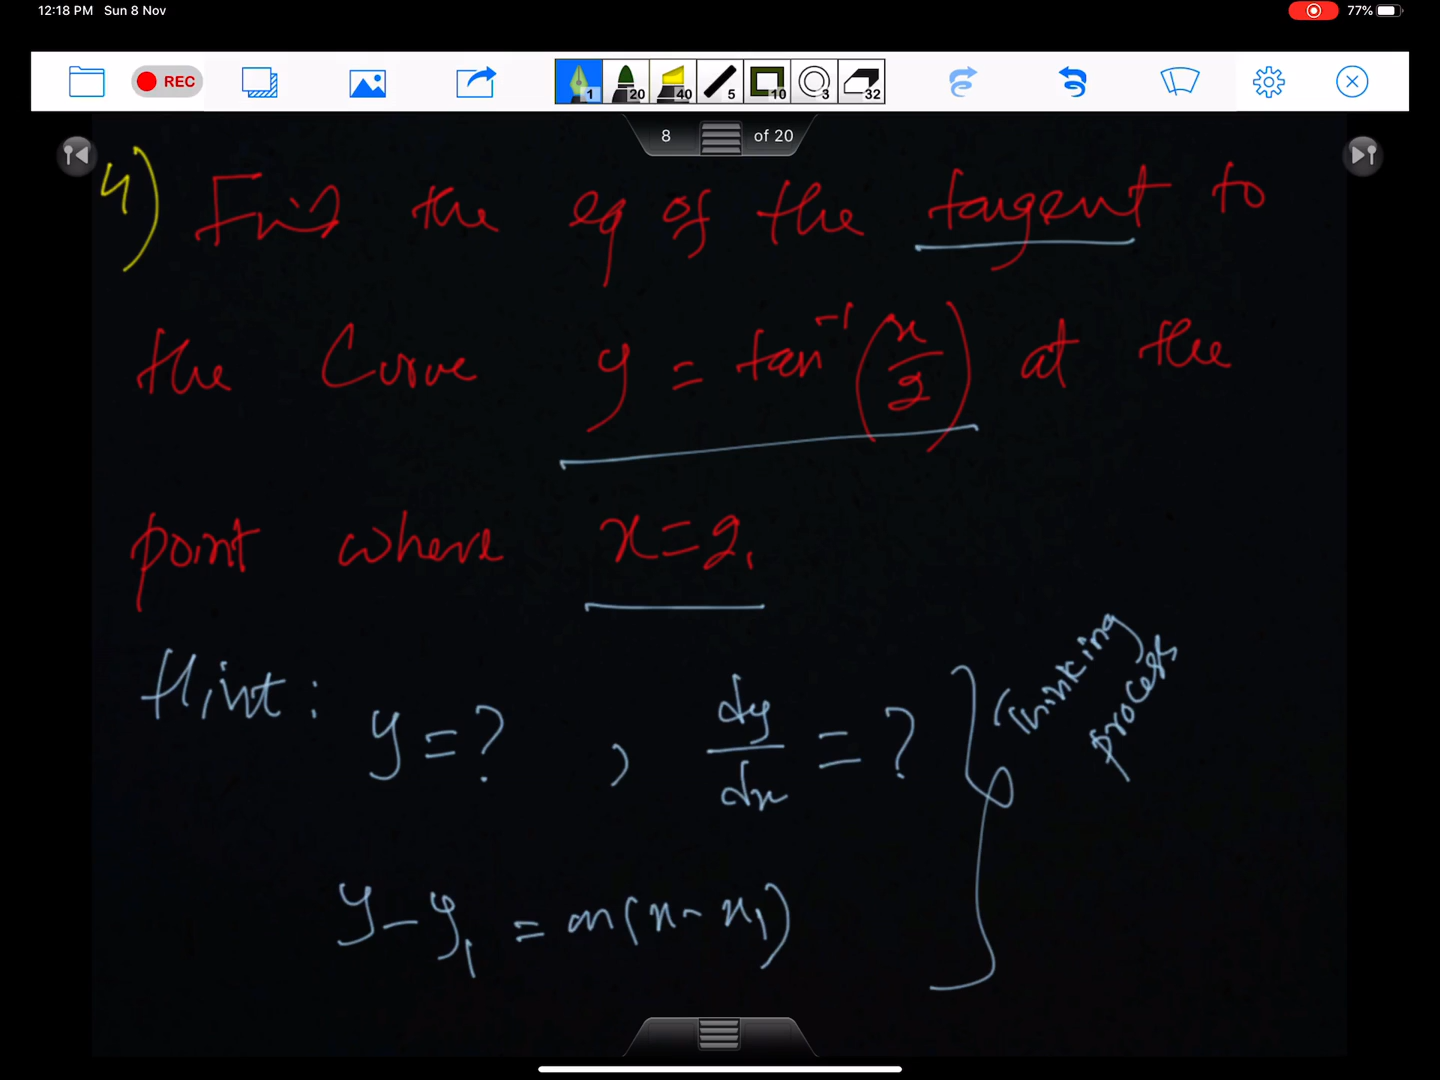 12:18 PM Sun 8 Nov
77%
REC
1 20 40 5 10 3 32
8 of 20
4) Find the eq of the tangent to
the Curve y = tan⁻¹(x/2) at the
point where x=2.
Hint: y=? , dy/dx = ?
Thinking
process
y-y₁ = m(x-x₁)